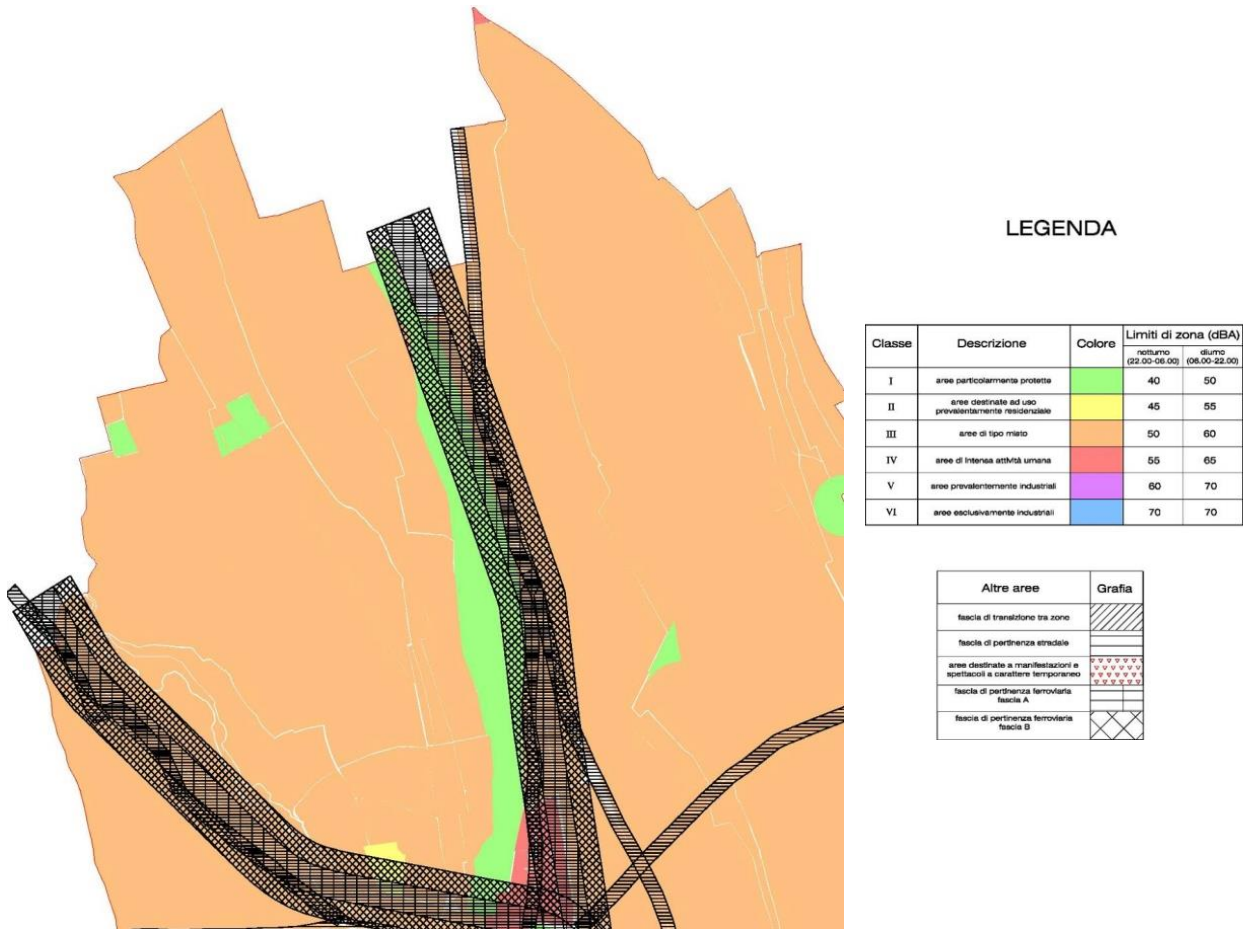 LEGENDA
Classe Descrizione Colore Limiti di zona (dBA)
notturno (22.00-06.00) diurno (06.00-22.00)
I aree particolarmente protette 40 50
II aree destinate ad uso
prevalentamente residenziale 45 55
III aree di tipo misto 50 60
IV aree di intensa attività umana 55 65
V aree prevalentemente industriali 60 70
VI aree esclusivamente industriali 70 70
Altre aree Grafia
fascia di transizione tra zone
fascia di pertinenza stradale
aree destinate a manifestazioni e
spettacoli a carattere temporaneo
fascia di pertinenza ferroviaria
fascia A
fascia di pertinenza ferroviaria
fascia B